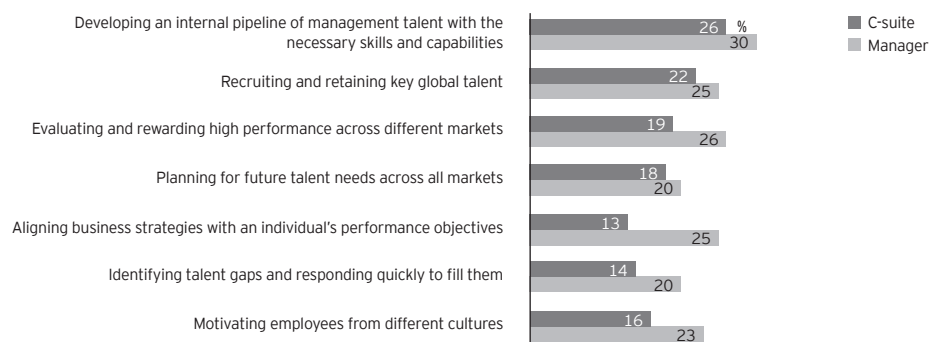 Developing an internal pipeline of management talent with the
necessary skills and capabilities
26 %
30
Recruiting and retaining key global talent
22
25
Evaluating and rewarding high performance across different markets
19
26
Planning for future talent needs across all markets
18
20
Aligning business strategies with an individual’s performance objectives
13
25
Identifying talent gaps and responding quickly to fill them
14
20
Motivating employees from different cultures
16
23
C-suite
Manager